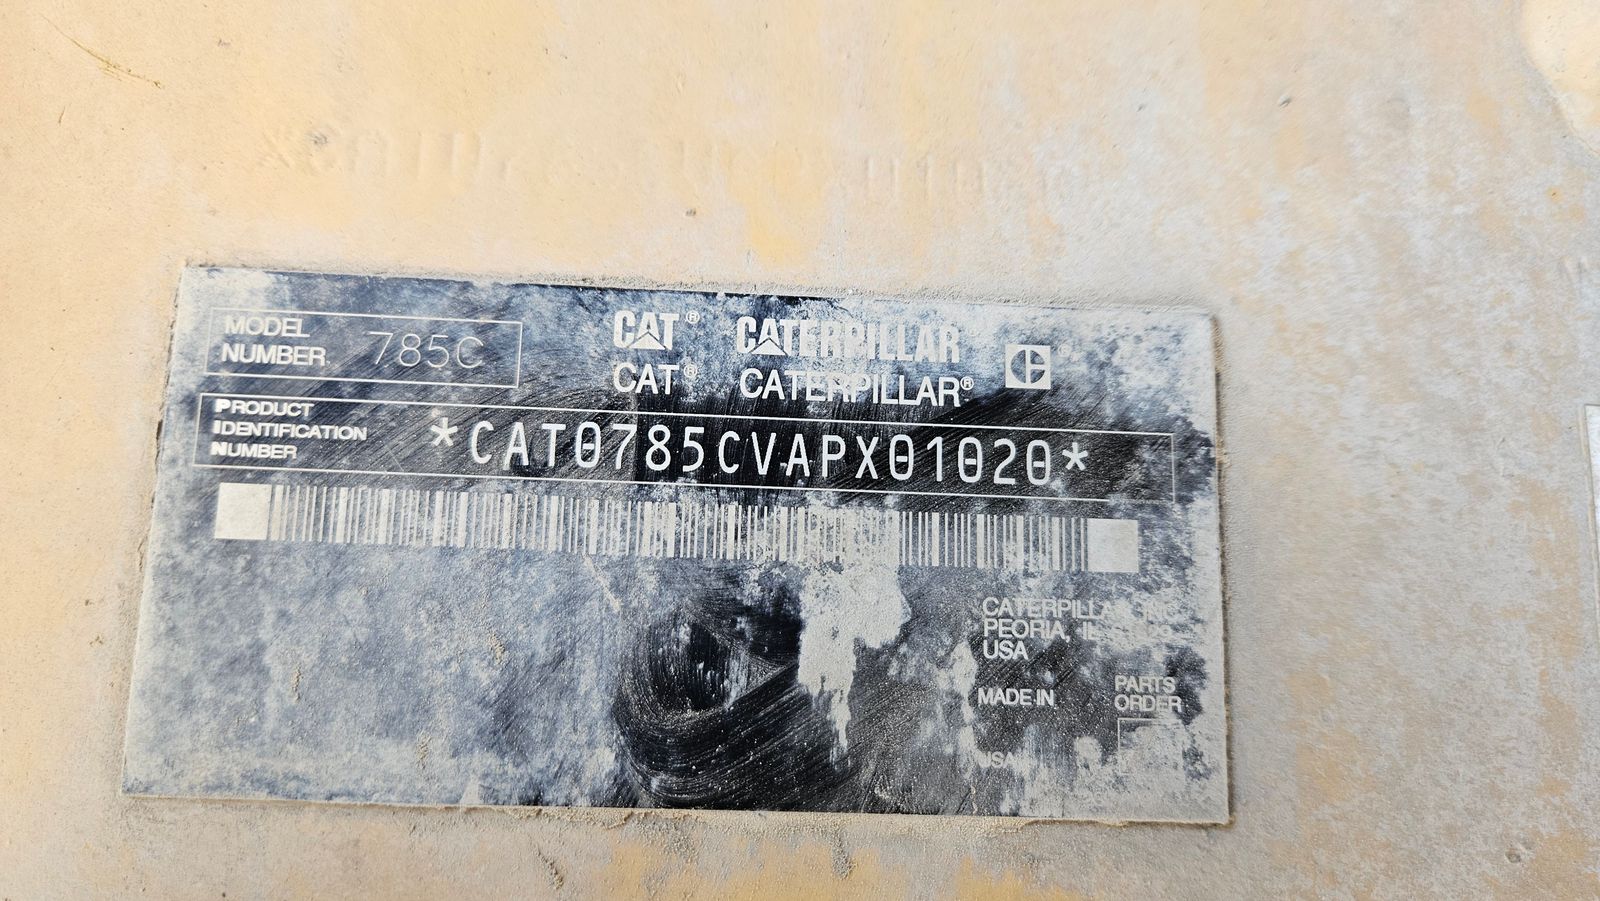 MODEL
NUMBER 785C
CAT® CATERPILLAR ®
CAT® CATERPILLAR®
PRODUCT
IDENTIFICATION
NUMBER
*CAT0785CVAPX01020*
CATERPILLAR INC.
PEORIA, IL
USA
MADE IN
USA
PARTS
ORDER